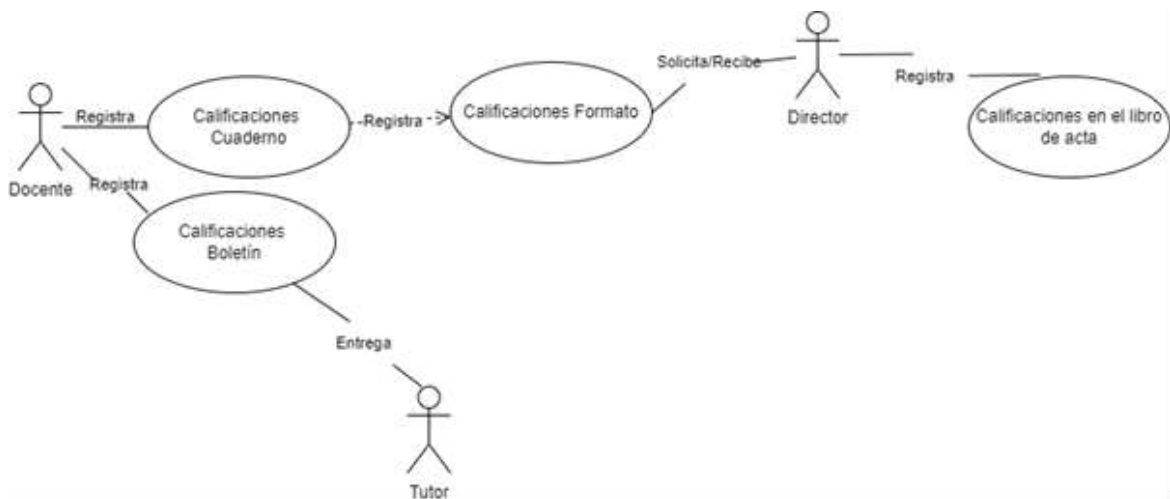 Solicita/Recibe
Director
Registra
Registra
Calificaciones
Cuaderno
Registra
Calificaciones Formato
Calificaciones en el libro
de acta
Docente
Registra
Calificaciones
Boletín
Entrega
Tutor